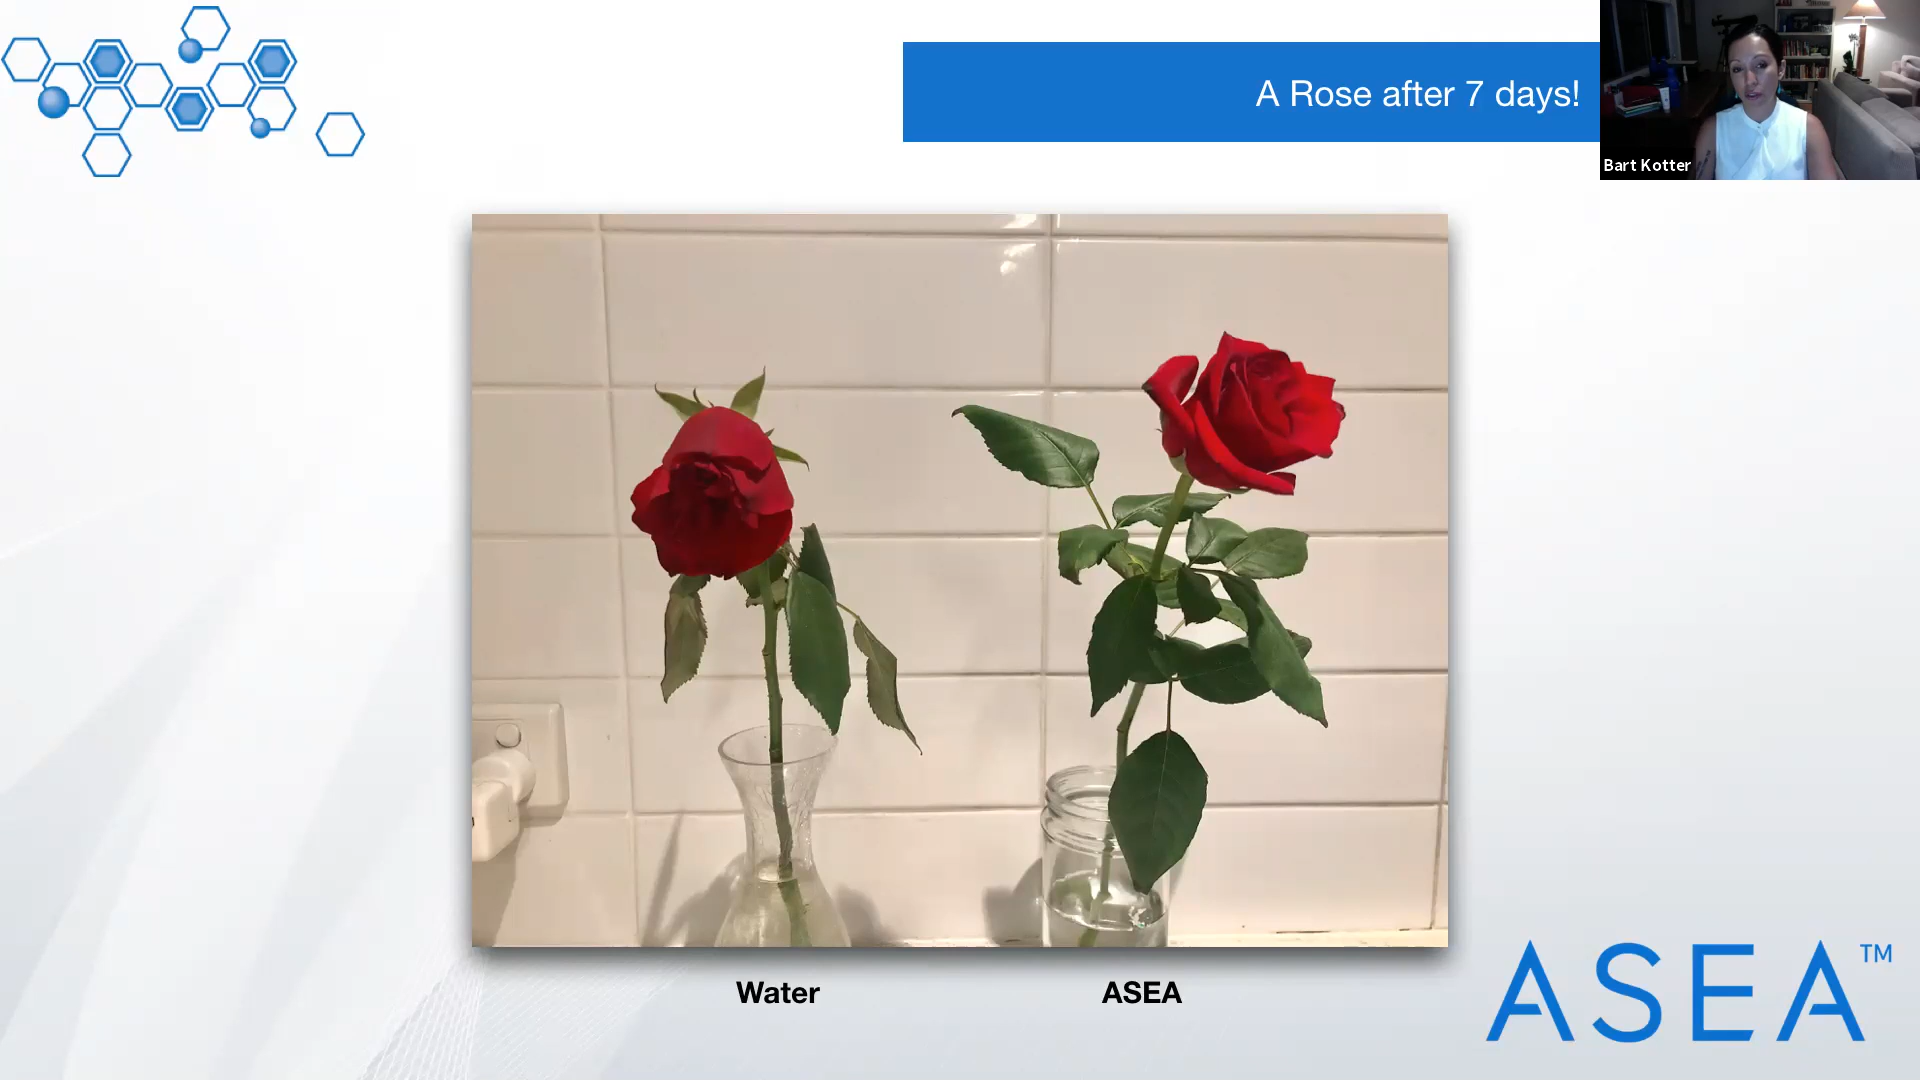 A Rose after 7 days!
Bart Kotter
Water
ASEA
ASEA™